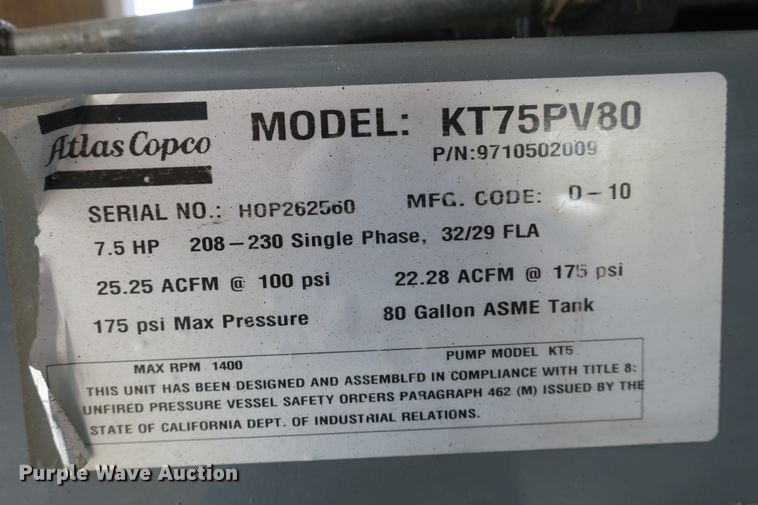 Atlas Copco
MODEL: KT75PV80
P/N:9710502009
SERIAL NO.: HOP262560 MFG. CODE: D-10
7.5 HP 208-230 Single Phase, 32/29 FLA
25.25 ACFM @ 100 psi 22.28 ACFM @ 175 psi
175 psi Max Pressure 80 Gallon ASME Tank
MAX RPM 1400 PUMP MODEL KT5
THIS UNIT HAS BEEN DESIGNED AND ASSEMBLED IN COMPLIANCE WITH TITLE 8:
UNFIRED PRESSURE VESSEL SAFETY ORDERS PARAGRAPH 462 (M) ISSUED BY THE
STATE OF CALIFORNIA DEPT. OF INDUSTRIAL RELATIONS.
Purple Wave Auction